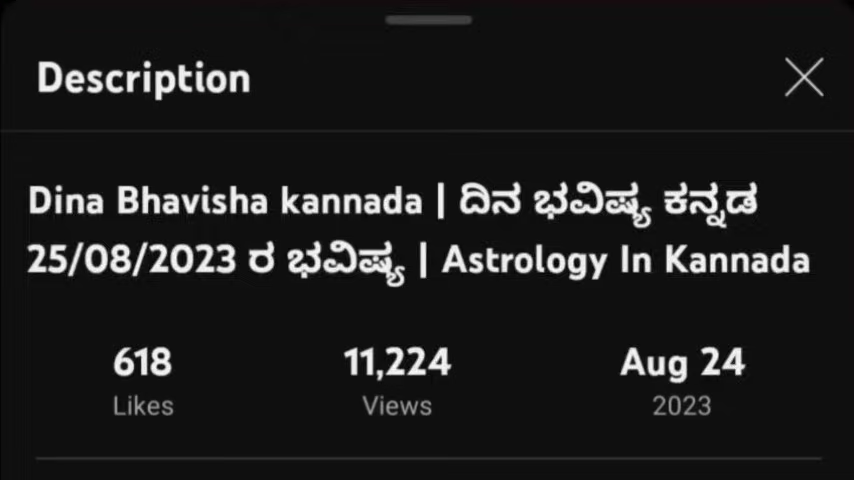 Description
Dina Bhavisha kannada | ದಿನ ಭವಿಷ್ಯ ಕನ್ನಡ
25/08/2023 ರ ಭವಿಷ್ಯ | Astrology In Kannada
618 11,224 Aug 24
Likes Views 2023